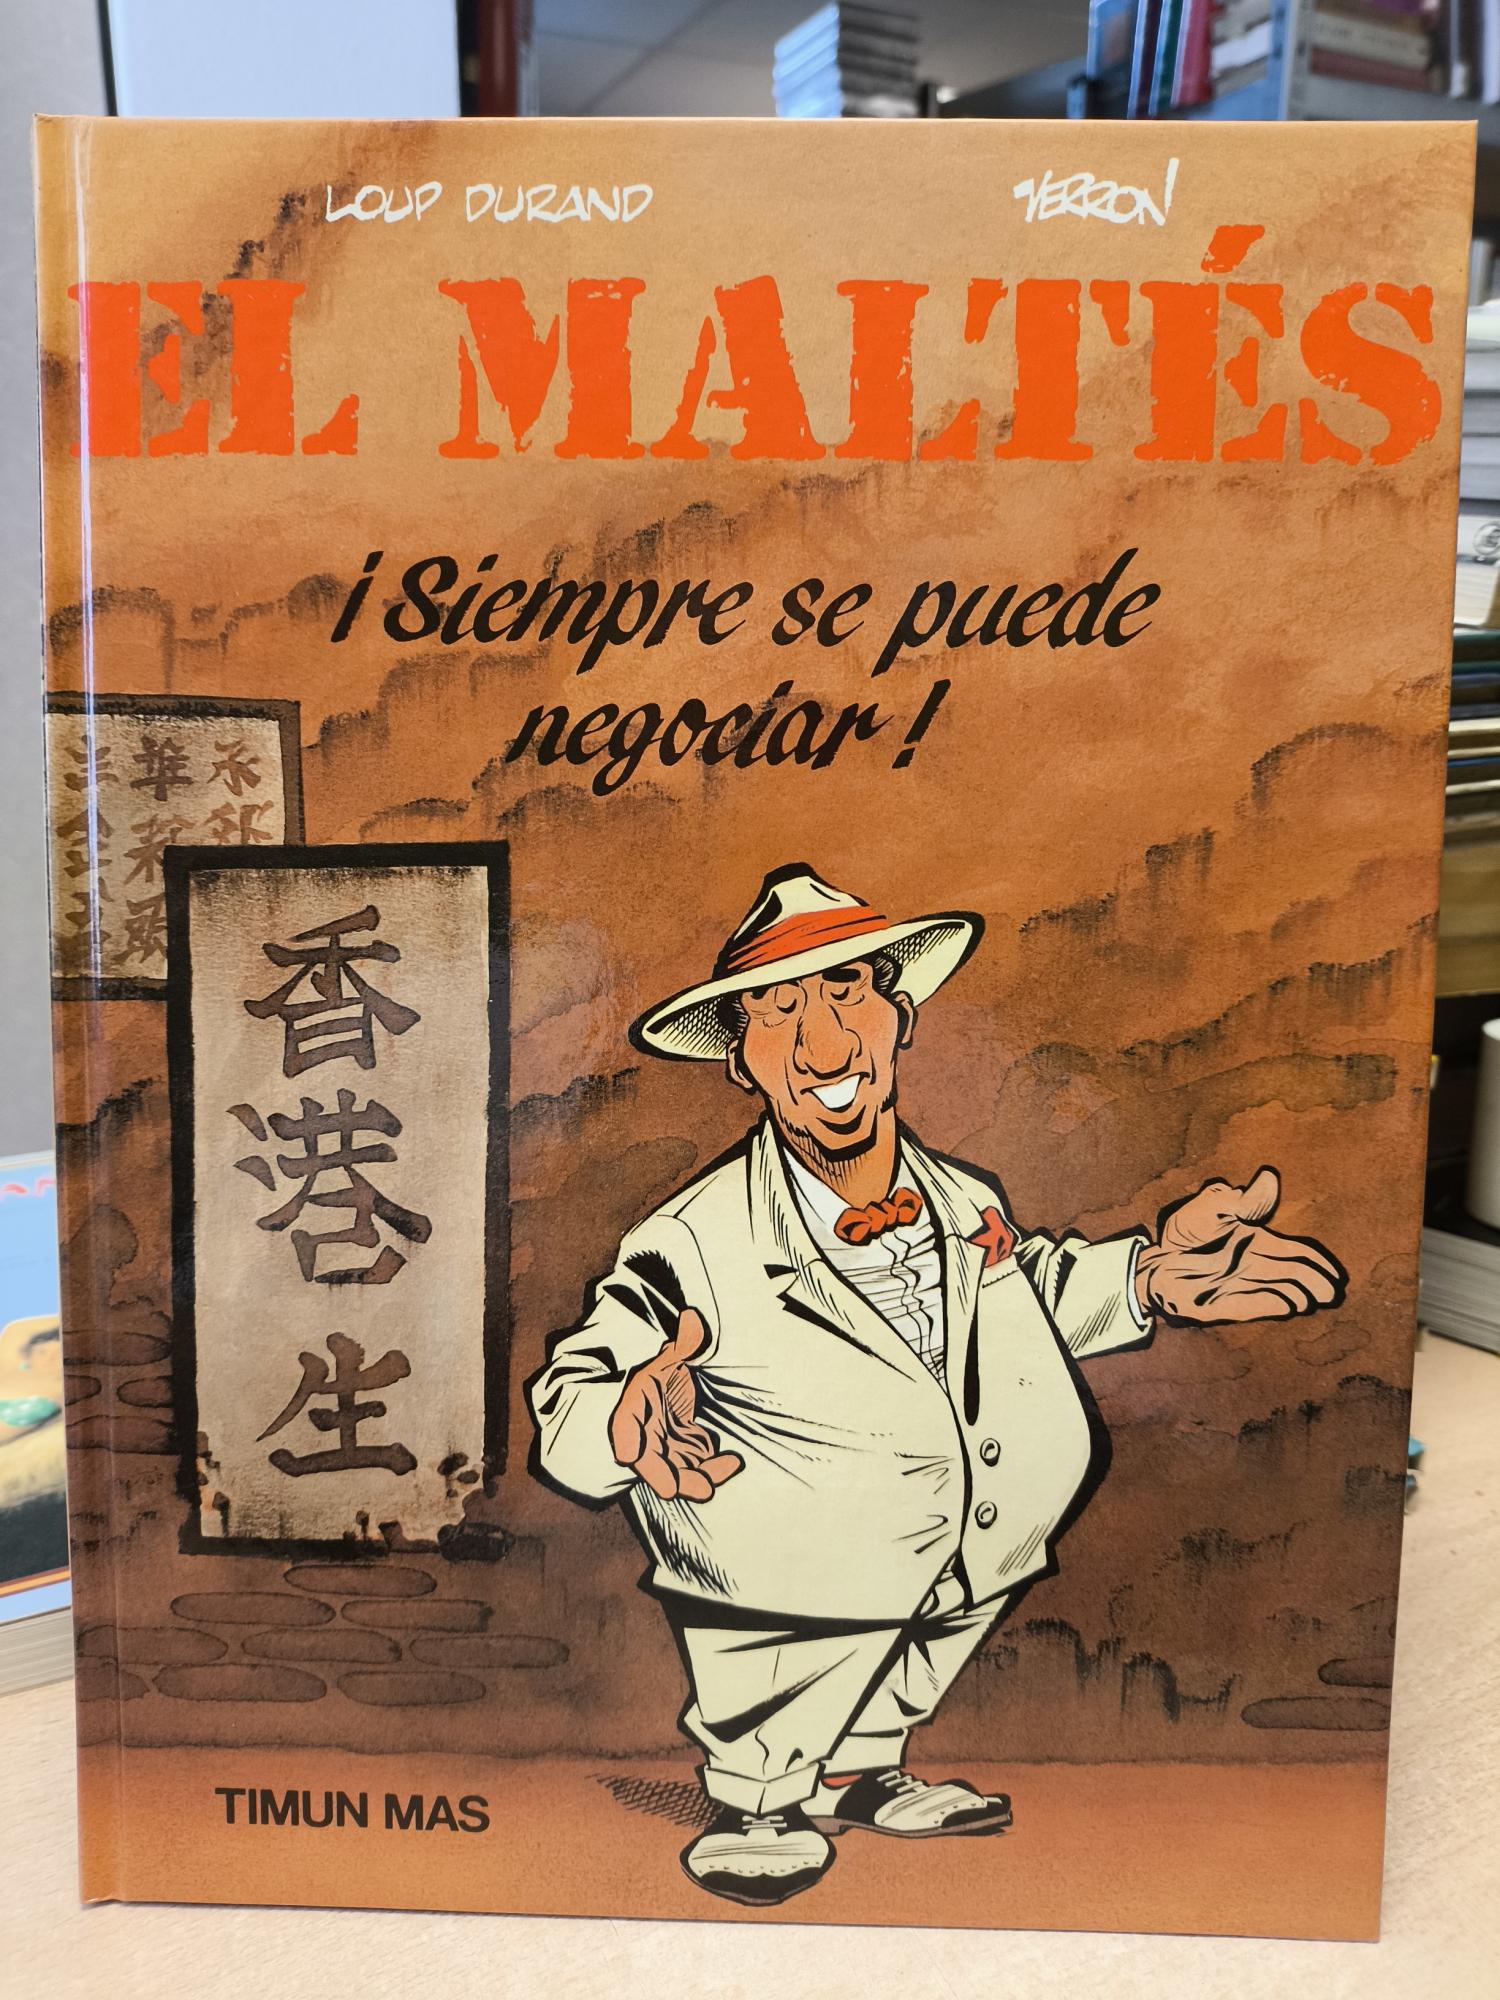 LOUP DURAND
VERRON
EL MALTÉS
¡Siempre se puede
negociar!
香港生
TIMUN MAS